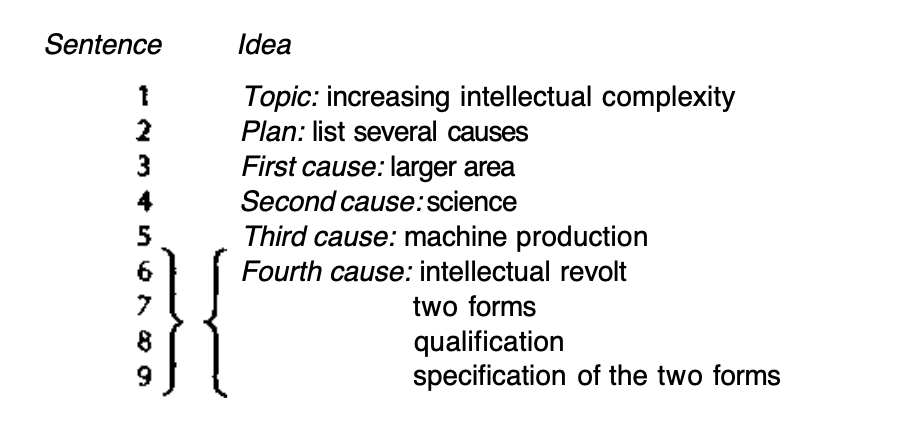 Sentence Idea
1 Topic: increasing intellectual complexity
2 Plan: list several causes
3 First cause: larger area
4 Second cause: science
5 Third cause: machine production
6 Fourth cause: intellectual revolt
7 two forms
8 qualification
9 specification of the two forms